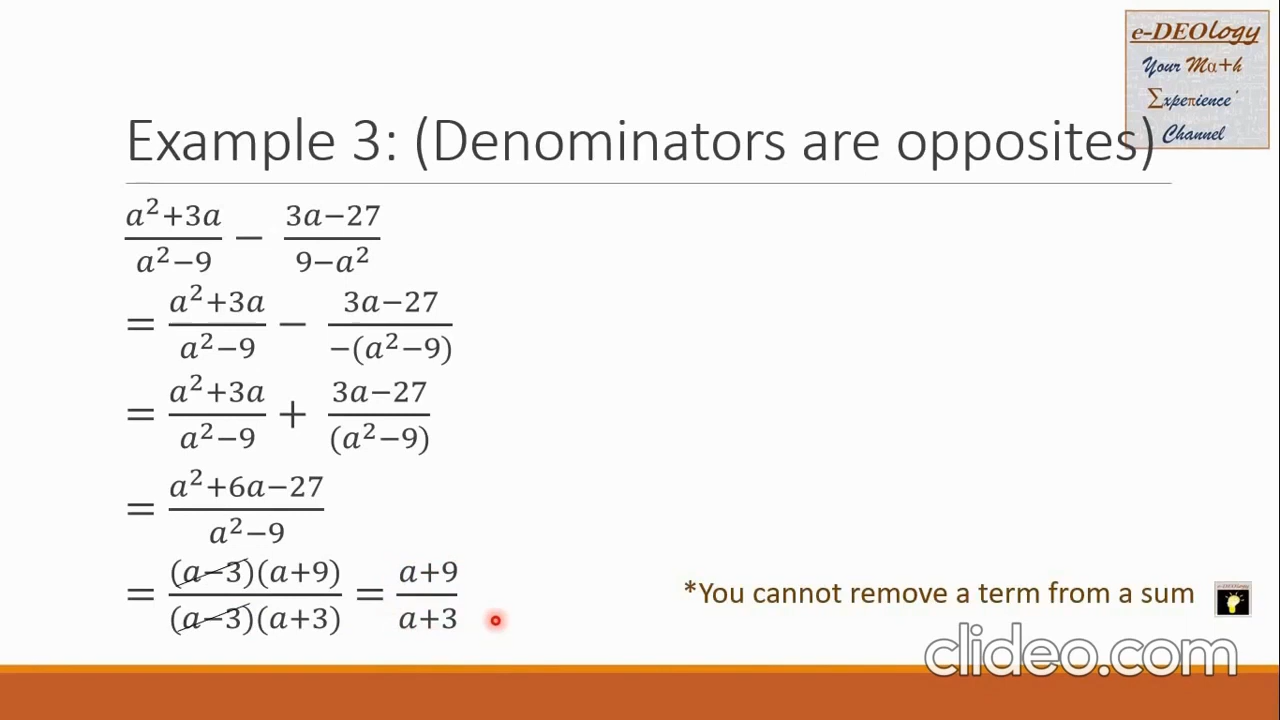 e-DEOlogy
Your Mα+h
Σxpeπience'
Channel
Example 3: (Denominators are opposites)
(a²+3a)/(a²−9) − (3a−27)/(9−a²)
= (a²+3a)/(a²−9) − (3a−27)/(−(a²−9))
= (a²+3a)/(a²−9) + (3a−27)/((a²−9))
= (a²+6a−27)/(a²−9)
= ((a−3)(a+9))/((a−3)(a+3)) = (a+9)/(a+3)
*You cannot remove a term from a sum
clideo.com